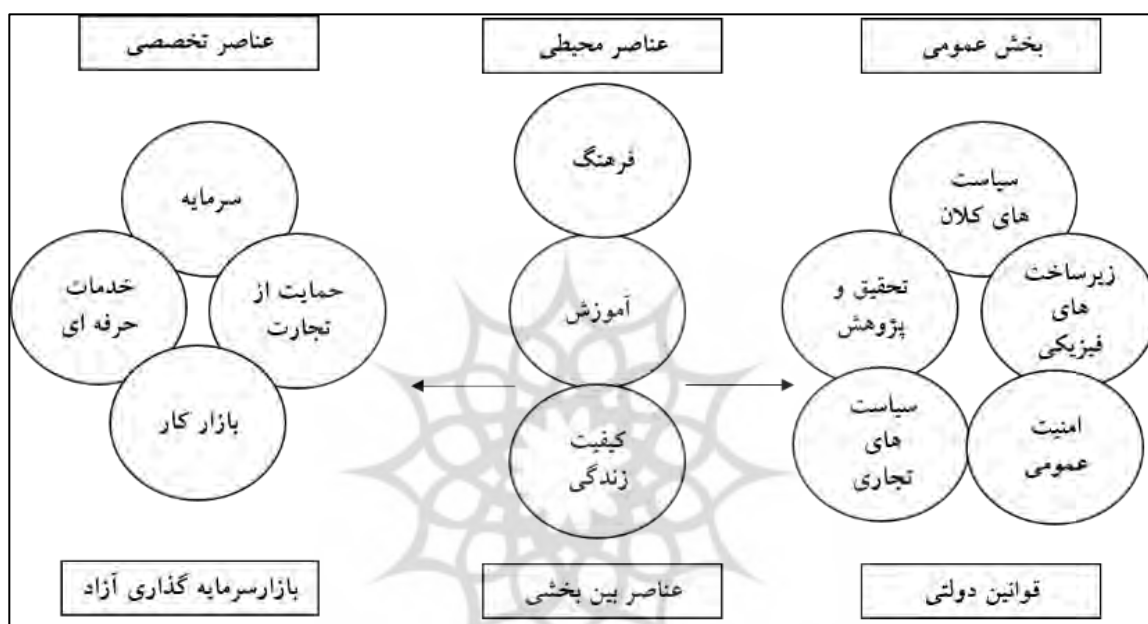 بخش عمومی
عناصر محیطی
عناصر تخصصی
سیاست
های کلان
زیرساخت
های
فیزیکی
تحقیق و
پژوهش
امنیت
عمومی
سیاست
های
تجاری
فرهنگ
آموزش
کیفیت
زندگی
سرمایه
حمایت از
تجارت
خدمات
حرفه ای
بازار کار
قوانین دولتی
عناصر بین بخشی
بازارسرمایه گذاری آزاد